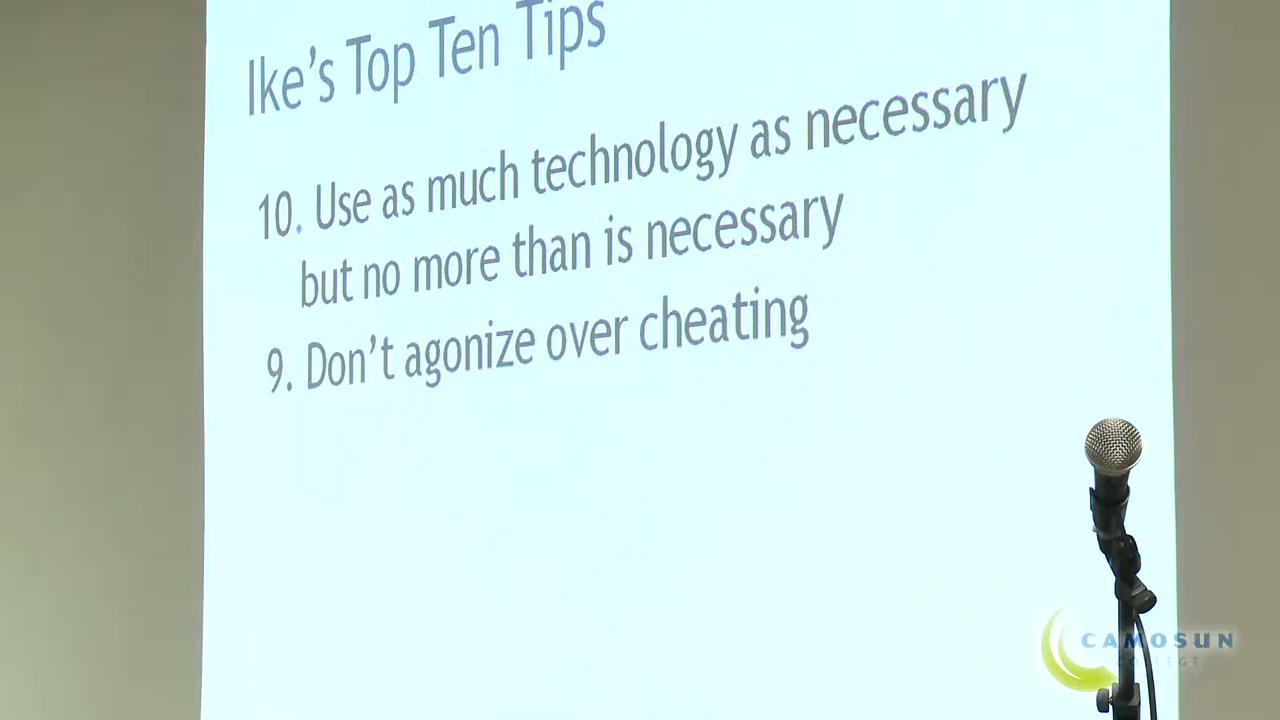 Ike's Top Ten Tips
10. Use as much technology as necessary
but no more than is necessary
9. Don't agonize over cheating
CAMOSUN
COLLEGE